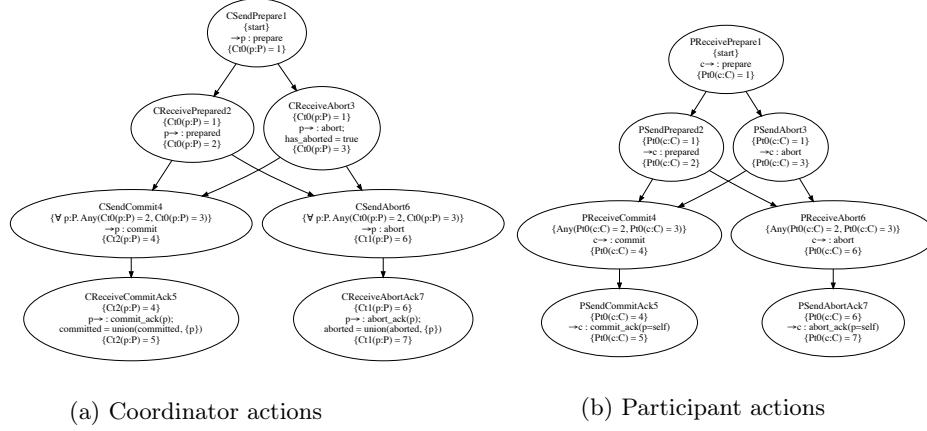 CSendPrepare1
{start}
→p : prepare
{Ct0(p:P) = 1}
CReceivePrepared2
{Ct0(p:P) = 1}
p→ : prepared
{Ct0(p:P) = 2}
CReceiveAbort3
{Ct0(p:P) = 1}
p→ : abort;
has_aborted = true
{Ct0(p:P) = 3}
CSendCommit4
{∀ p:P. Any(Ct0(p:P) = 2, Ct0(p:P) = 3)}
→p : commit
{Ct2(p:P) = 4}
CSendAbort6
{∀ p:P. Any(Ct0(p:P) = 2, Ct0(p:P) = 3)}
→p : abort
{Ct1(p:P) = 6}
CReceiveCommitAck5
{Ct2(p:P) = 4}
p→ : commit_ack(p);
committed = union(committed, {p})
{Ct2(p:P) = 5}
CReceiveAbortAck7
{Ct1(p:P) = 6}
p→ : abort_ack(p);
aborted = union(aborted, {p})
{Ct1(p:P) = 7}
(a) Coordinator actions
PReceivePrepare1
{start}
c→ : prepare
{Pt0(c:C) = 1}
PSendPrepared2
{Pt0(c:C) = 1}
→c : prepared
{Pt0(c:C) = 2}
PSendAbort3
{Pt0(c:C) = 1}
→c : abort
{Pt0(c:C) = 3}
PReceiveCommit4
{Any(Pt0(c:C) = 2, Pt0(c:C) = 3)}
c→ : commit
{Pt0(c:C) = 4}
PReceiveAbort6
{Any(Pt0(c:C) = 2, Pt0(c:C) = 3)}
c→ : abort
{Pt0(c:C) = 6}
PSendCommitAck5
{Pt0(c:C) = 4}
→c : commit_ack(p=self)
{Pt0(c:C) = 5}
PSendAbortAck7
{Pt0(c:C) = 6}
→c : abort_ack(p=self)
{Pt0(c:C) = 7}
(b) Participant actions